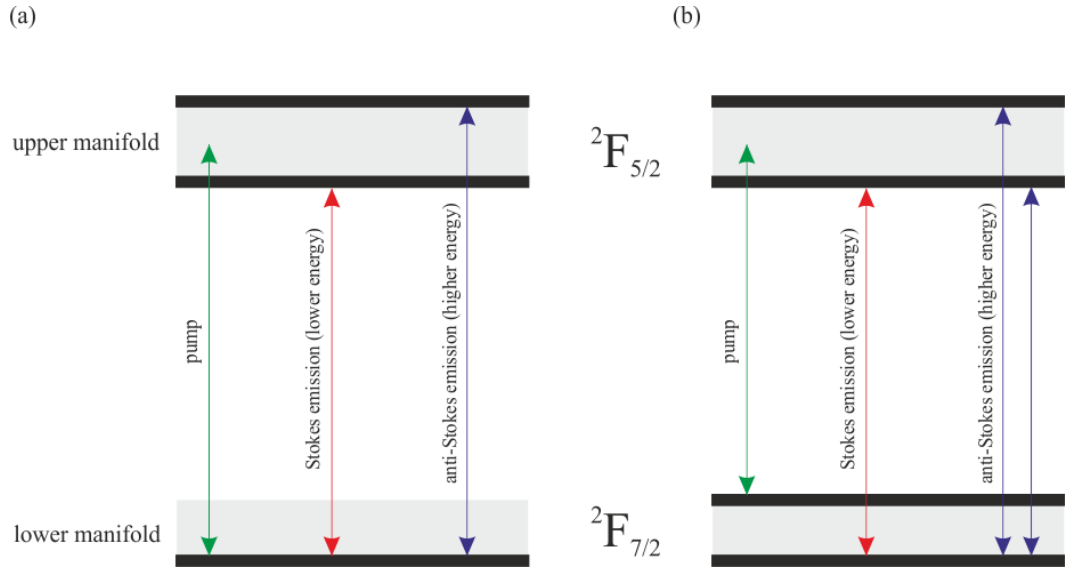 (a)
(b)
upper manifold
lower manifold
pump
Stokes emission (lower energy)
anti-Stokes emission (higher energy)
²F₅/₂
²F₇/₂
pump
Stokes emission (lower energy)
anti-Stokes emission (higher energy)